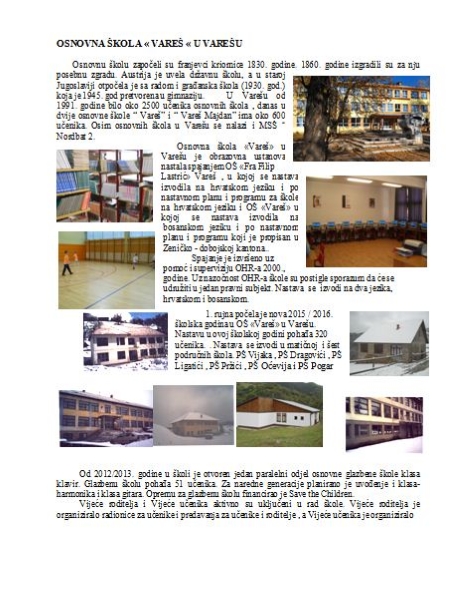 OSNOVNA ŠKOLA « VAREŠ « U VAREŠU
Osnovnu školu započeli su franjevci kriomice 1830. godine. 1860. godine izgradili su za nju
posebnu zgradu. Austrija je uvela državnu školu, a u staroj
Jugoslaviji otpočela je sa radom i građanska škola (1930. god.)
koja je 1945. god pretvorena u gimnaziju. U Varešu od
1991. godine bilo oko 2500 učenika osnovnih škola , danas u
dvije osnovne škole “ Vareš” i “ Vareš Majdan” ima oko 600
učenika. Osim osnovnih škola u Varešu se nalazi i MSŠ “
Nordbat 2.
Osnovna škola «Vareš» u
Varešu je obrazovna ustanova
nastala spajanjem OŠ «Fra Filip
Lastrić» Vareš , u kojoj se nastava
izvodila na hrvatskom jeziku i po
nastavnom planu i programu za škole
na hrvatskom jeziku i OŠ «Vareš» u
kojoj se nastava izvodila na
bosanskom jeziku i po nastavnom
planu i programu koji je propisan u
Zeničko - dobojskoj kantona..
Spajanje je izvršeno uz
pomoć i superviziju OHR-a 2000.,
godine. Uz nazočnost OHR-a škole su postigle sporazum da će se
udružiti u jedan pravni subjekt. Nastava se izvodi na dva jezika,
hrvatskom i bosanskom.
1. rujna počela je nova 2015 / 2016.
školska godina u OŠ «Vareš» u Varešu.
Nastavu u ovoj školskoj godini pohađa 320
učenika. . Nastava se izvodi u matičnoj i šest
područnih škola. PŠ Vijaka , PŠ Dragovići , PŠ
Ligatići , PŠ Pržići , PŠ Oćevija i PŠ Pogar
Od 2012/2013. godine u školi je otvoren jedan paralelni odjel osnovne glazbene škole klasa
klavir. Glazbenu školu pohađa 51 učenika. Za naredne generacije planirano je uvođenje i klasa-
harmonika i klasa gitara. Opremu za glazbenu školu financirao je Save the Children.
Vijeće roditelja i Vijeće učenika aktivno su uključeni u rad škole. Vijeće roditelja je
organiziralo radionice za učenike i predavanja za učenike i roditelje , a Vijeće učenika je organiziralo